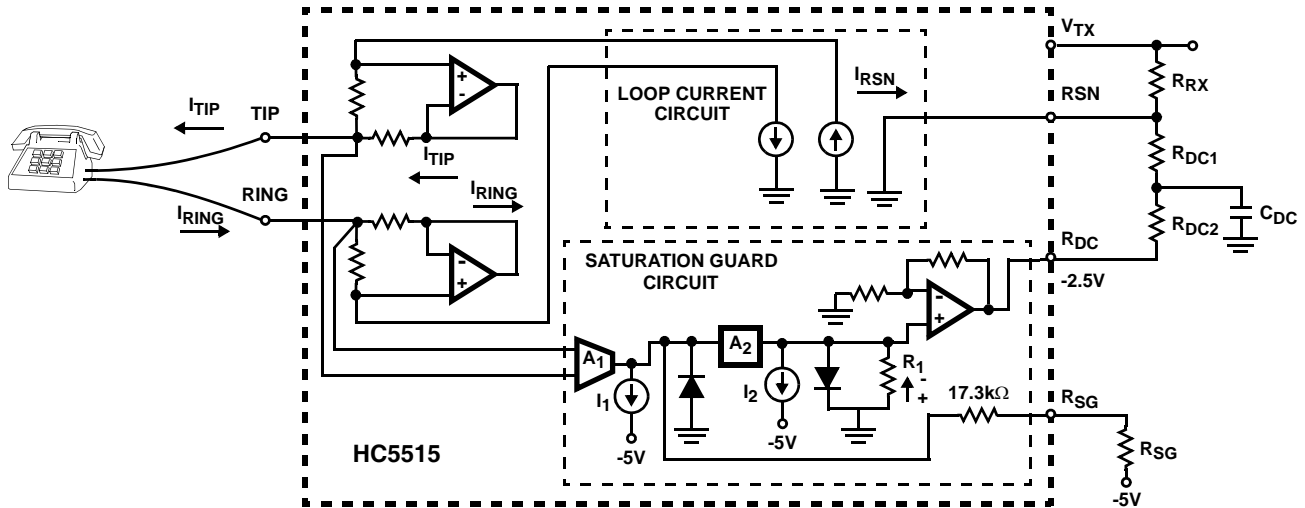 V_TX
R_RX
I_RSN
RSN
LOOP CURRENT
CIRCUIT
I_TIP
TIP
I_TIP
R_DC1
I_RING
RING
I_RING
C_DC
R_DC2
R_DC
-2.5V
SATURATION GUARD
CIRCUIT
+
-
-
+
-
+
A_1
A_2
I_1
I_2
R_1
-
+
17.3kΩ
R_SG
-5V
-5V
R_SG
-5V
HC5515